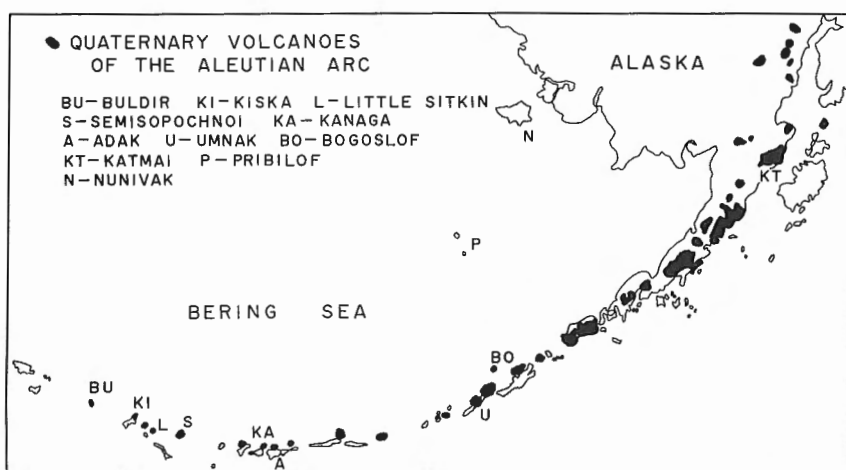 QUATERNARY VOLCANOES
OF THE ALEUTIAN ARC
BU–BULDIR KI–KISKA L–LITTLE SITKIN
S–SEMISOPOCHNOI KA–KANAGA
A–ADAK U–UMNAK BO–BOGOSLOF
KT–KATMAI P–PRIBILOF
N–NUNIVAK
ALASKA
N
KT
P
BERING SEA
BO
BU
KI
L
S
KA
A
U